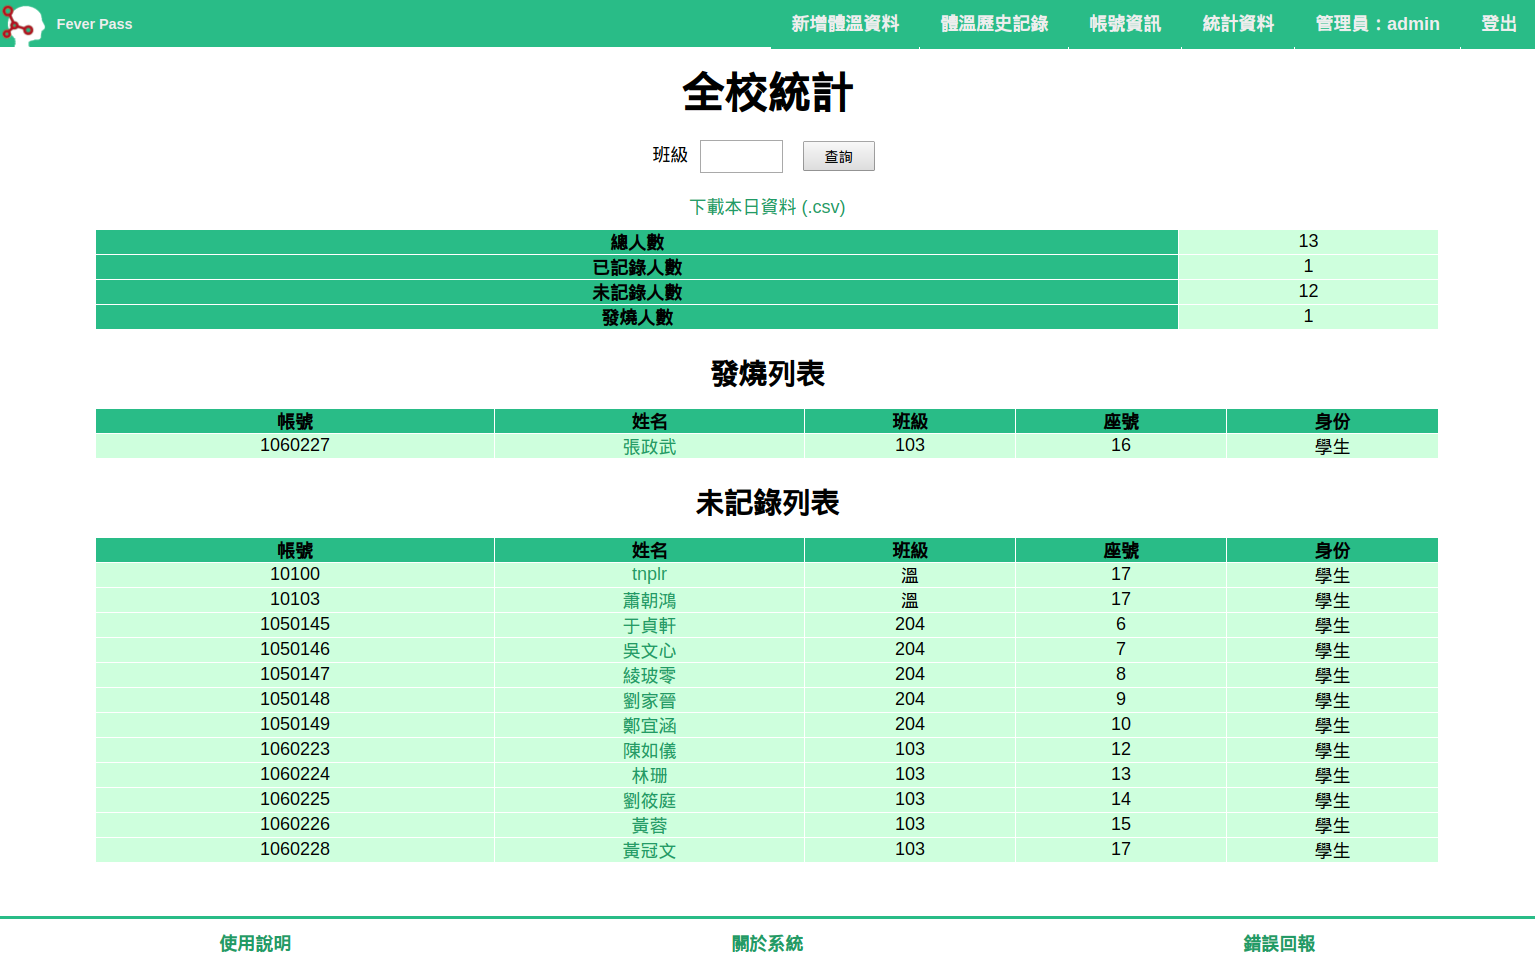 Fever Pass 新增體溫資料 體溫歷史記錄 帳號資訊 統計資料 管理員：admin 登出
全校統計
班級 查詢
下載本日資料 (.csv)
總人數 13
已記錄人數 1
未記錄人數 12
發燒人數 1
發燒列表
帳號 姓名 班級 座號 身份
1060227 張政武 103 16 學生
未記錄列表
帳號 姓名 班級 座號 身份
10100 tnplr 溫 17 學生
10103 蕭朝鴻 溫 17 學生
1050145 于貞軒 204 6 學生
1050146 吳文心 204 7 學生
1050147 綾玻零 204 8 學生
1050148 劉家晉 204 9 學生
1050149 鄭宜涵 204 10 學生
1060223 陳如儀 103 12 學生
1060224 林珊 103 13 學生
1060225 劉筱庭 103 14 學生
1060226 黃蓉 103 15 學生
1060228 黃冠文 103 17 學生
使用說明 關於系統 錯誤回報